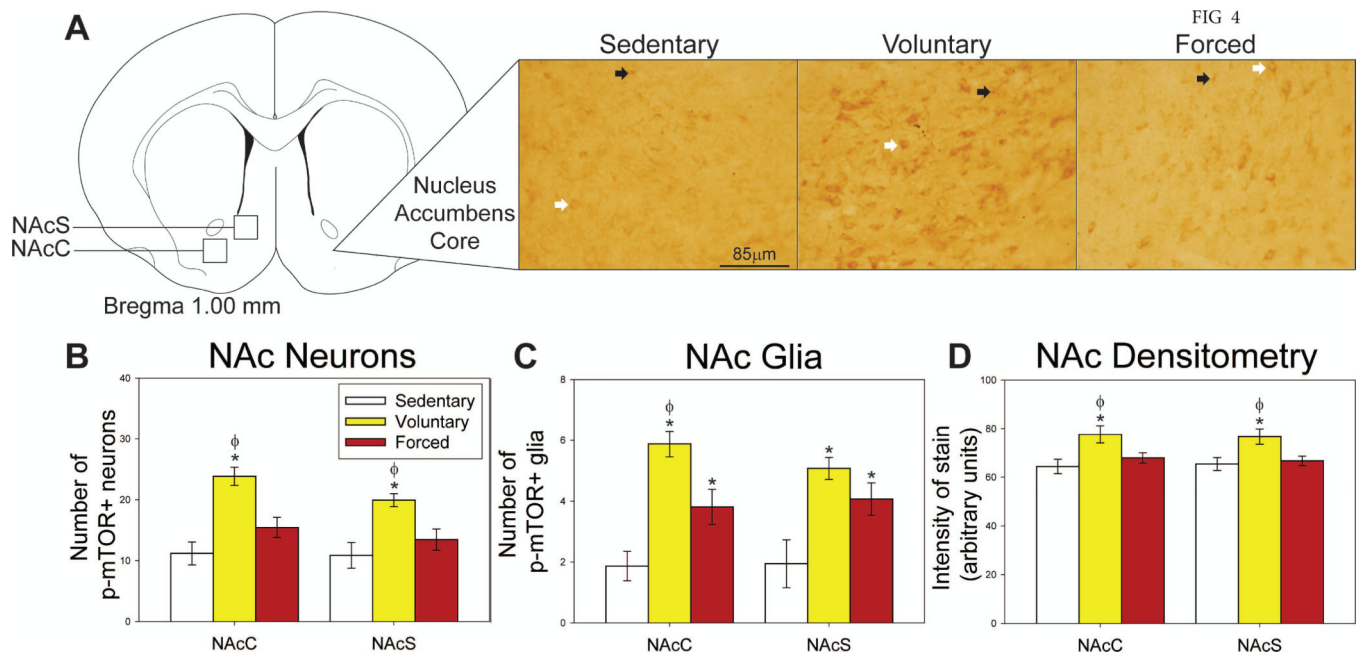 FIG 4
A
Sedentary
Voluntary
Forced
Nucleus
Accumbens
Core
NAcS
NAcC
85μm
Bregma 1.00 mm
B
NAc Neurons
Number of
p-mTOR+ neurons
40
30
20
10
0
Sedentary
Voluntary
Forced
ϕ
*
ϕ
*
NAcC
NAcS
C
NAc Glia
Number of
p-mTOR+ glia
8
6
4
2
0
ϕ
*
*
*
*
NAcC
NAcS
D
NAc Densitometry
Intensity of stain
(arbitrary units)
100
80
60
40
20
0
ϕ
*
ϕ
*
NAcC
NAcS